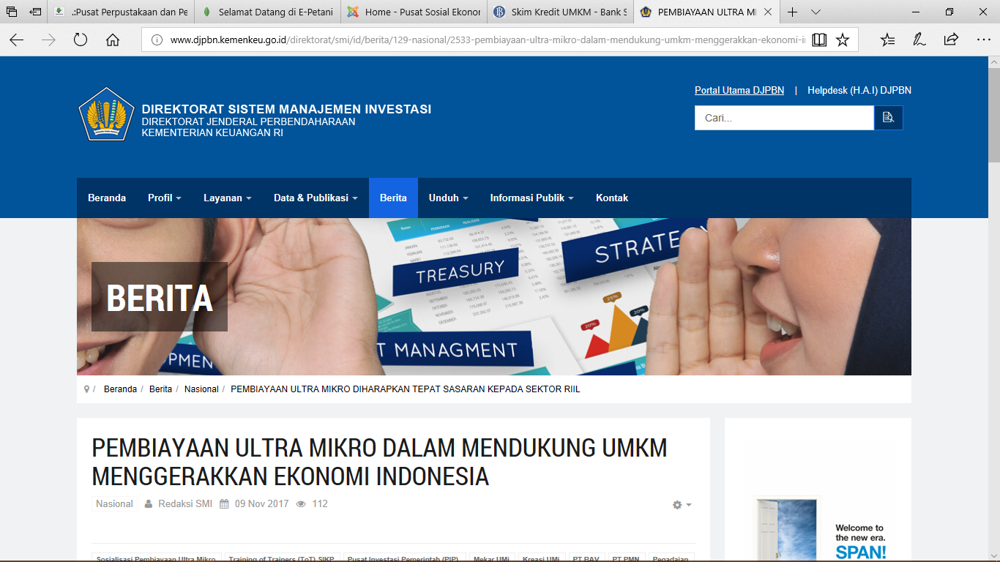 .:Pusat Perpustakaan dan Pe
Selamat Datang di E-Petani
Home - Pusat Sosial Ekonor
Skim Kredit UMKM - Bank S
PEMBIAYAAN ULTRA MI
www.djpbn.kemenkeu.go.id/direktorat/smi/id/berita/129-nasional/2533-pembiayaan-ultra-mikro-dalam-mendukung-umkm-menggerakkan-ekonomi-i
Portal Utama DJPBN | Helpdesk (H.A.I) DJPBN
DIREKTORAT SISTEM MANAJEMEN INVESTASI
DIREKTORAT JENDERAL PERBENDAHARAAN
KEMENTERIAN KEUANGAN RI
Cari...
Beranda Profil Layanan Data & Publikasi Berita Unduh Informasi Publik Kontak
STRATEGY
TREASURY
BERITA
25%
20%
20%
T MANAGMENT
OPMEN
/ Beranda / Berita / Nasional / PEMBIAYAAN ULTRA MIKRO DIHARAPKAN TEPAT SASARAN KEPADA SEKTOR RIIL
PEMBIAYAAN ULTRA MIKRO DALAM MENDUKUNG UMKM
MENGGERAKKAN EKONOMI INDONESIA
Nasional Redaksi SMI 09 Nov 2017 112
Welcome to
the new era.
SPAN!
Sosialisasi Pembiayaan Ultra Mikro Training of Trainers (ToT) SIKP Pusat Investasi Pemerintah (PIP) Mekar UMi Kreasi UMi PT BAV PT PMN Pegadaian